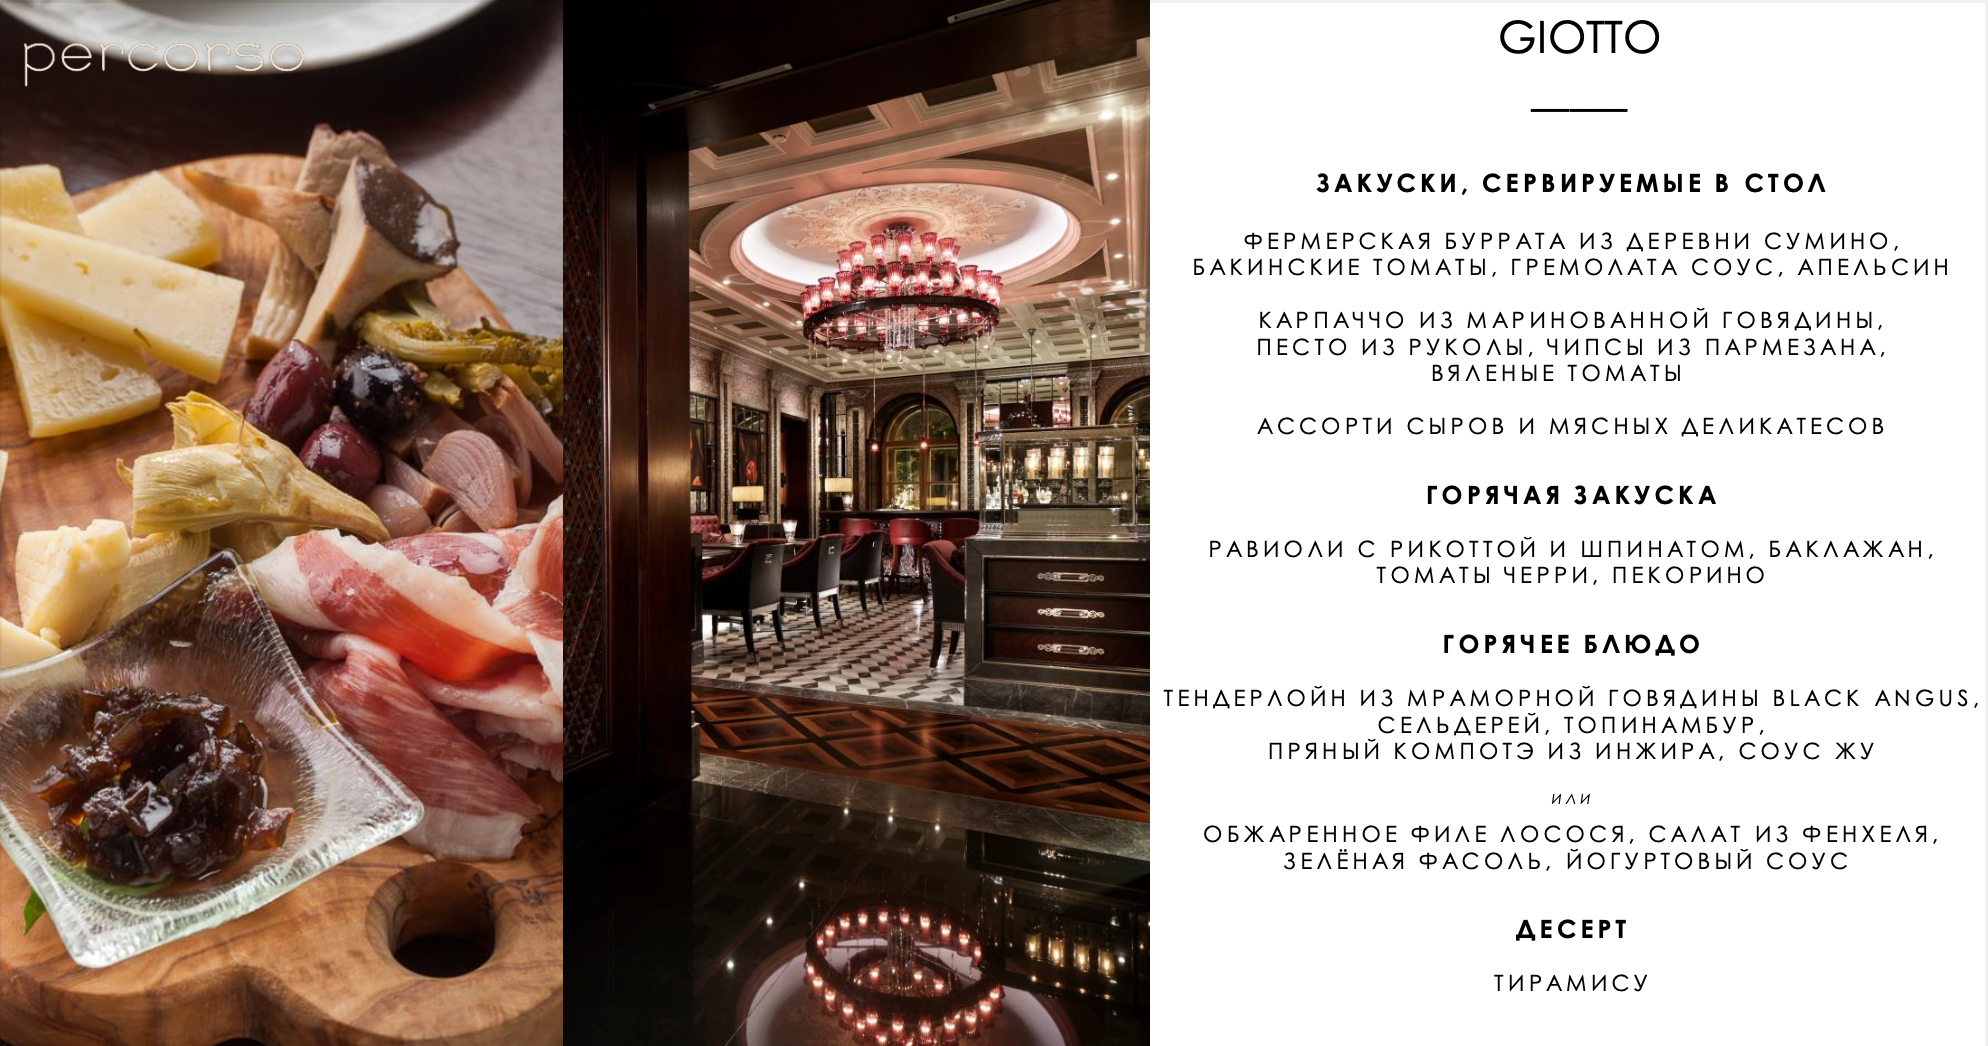 percorso
GIOTTO
ЗАКУСКИ, СЕРВИРУЕМЫЕ В СТОЛ
ФЕРМЕРСКАЯ БУРРАТА ИЗ ДЕРЕВНИ СУМИНО,
БАКИНСКИЕ ТОМАТЫ, ГРЕМОЛАТА СОУС, АПЕЛЬСИН
КАРПАЧЧО ИЗ МАРИНОВАННОЙ ГОВЯДИНЫ,
ПЕСТО ИЗ РУКОЛЫ, ЧИПСЫ ИЗ ПАРМЕЗАНА,
ВЯЛЕНЫЕ ТОМАТЫ
АССОРТИ СЫРОВ И МЯСНЫХ ДЕЛИКАТЕСОВ
ГОРЯЧАЯ ЗАКУСКА
РАВИОЛИ С РИКОТТОЙ И ШПИНАТОМ, БАКЛАЖАН,
ТОМАТЫ ЧЕРРИ, ПЕКОРИНО
ГОРЯЧЕЕ БЛЮДО
ТЕНДЕРЛОЙН ИЗ МРАМОРНОЙ ГОВЯДИНЫ BLACK ANGUS,
СЕЛЬДЕРЕЙ, ТОПИНАМБУР,
ПРЯНЫЙ КОМПОТЭ ИЗ ИНЖИРА, СОУС ЖУ
или
ОБЖАРЕННОЕ ФИЛЕ ЛОСОСЯ, САЛАТ ИЗ ФЕНХЕЛЯ,
ЗЕЛЁНАЯ ФАСОЛЬ, ЙОГУРТОВЫЙ СОУС
ДЕСЕРТ
ТИРАМИСУ